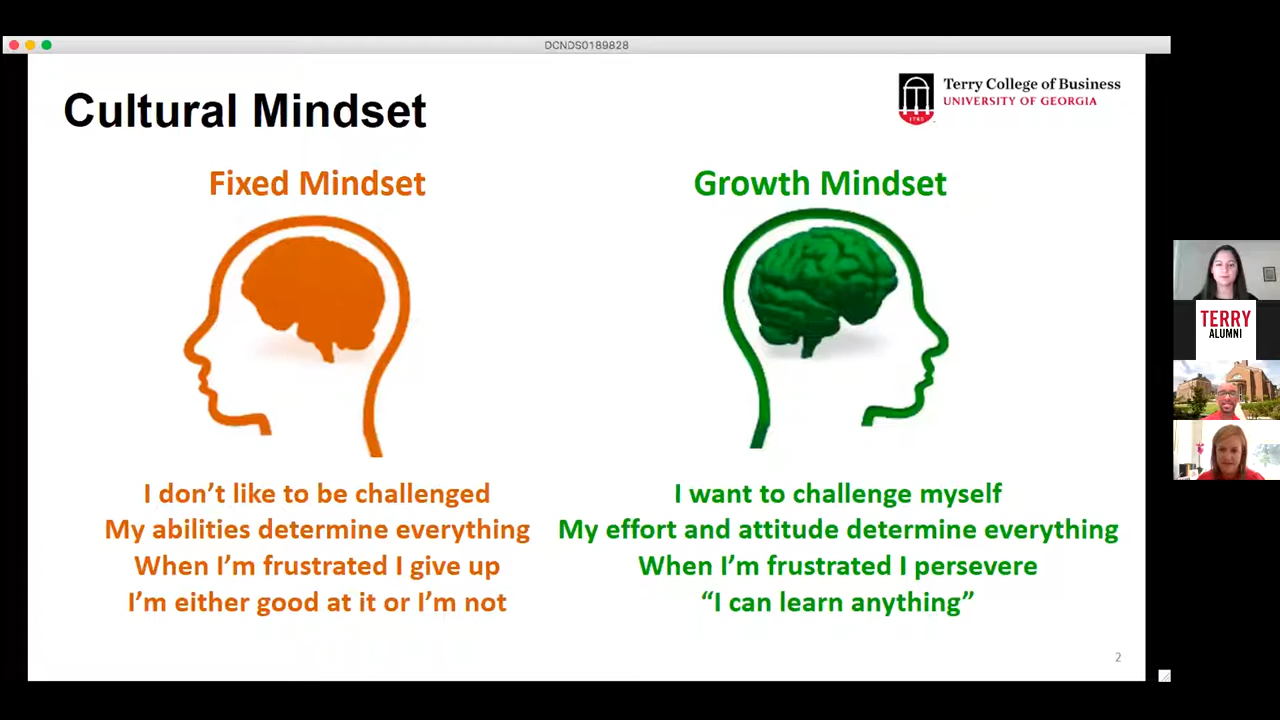 DCNDS0189828
Cultural Mindset
Terry College of Business
UNIVERSITY OF GEORGIA
1785
Fixed Mindset
Growth Mindset
I don't like to be challenged
My abilities determine everything
When I'm frustrated I give up
I'm either good at it or I'm not
I want to challenge myself
My effort and attitude determine everything
When I'm frustrated I persevere
“I can learn anything”
2
TERRY
ALUMNI